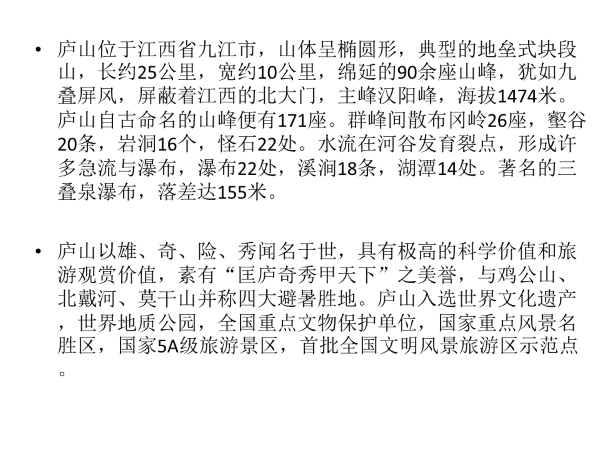 • 庐山位于江西省九江市，山体呈椭圆形，典型的地垒式块段
山，长约25公里，宽约10公里，绵延的90余座山峰，犹如九
叠屏风，屏蔽着江西的北大门，主峰汉阳峰，海拔1474米。
庐山自古命名的山峰便有171座。群峰间散布冈岭26座，壑谷
20条，岩洞16个，怪石22处。水流在河谷发育裂点，形成许
多急流与瀑布，瀑布22处，溪涧18条，湖潭14处。著名的三
叠泉瀑布，落差达155米。
• 庐山以雄、奇、险、秀闻名于世，具有极高的科学价值和旅
游观赏价值，素有“匡庐奇秀甲天下”之美誉，与鸡公山、
北戴河、莫干山并称四大避暑胜地。庐山入选世界文化遗产
，世界地质公园，全国重点文物保护单位，国家重点风景名
胜区，国家5A级旅游景区，首批全国文明风景旅游区示范点
。